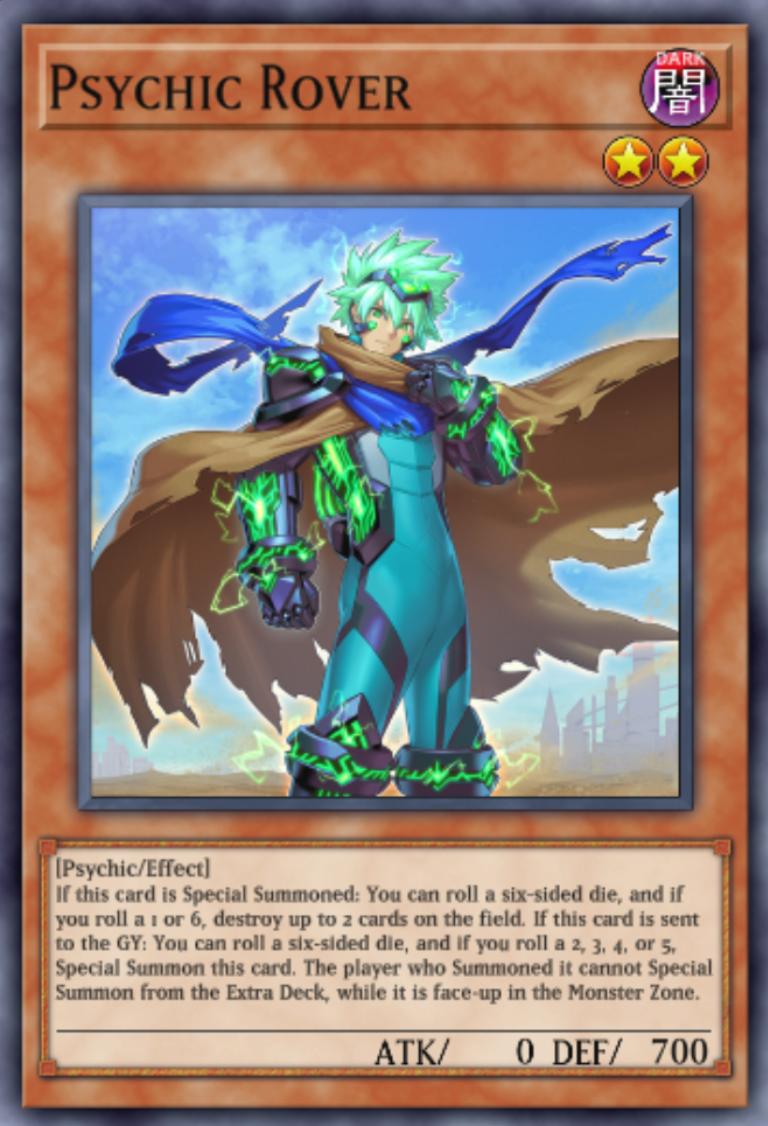 PSYCHIC ROVER
DARK
闇
[Psychic/Effect]
If this card is Special Summoned: You can roll a six-sided die, and if
you roll a 1 or 6, destroy up to 2 cards on the field. If this card is sent
to the GY: You can roll a six-sided die, and if you roll a 2, 3, 4, or 5,
Special Summon this card. The player who Summoned it cannot Special
Summon from the Extra Deck, while it is face-up in the Monster Zone.
ATK/ 0 DEF/ 700